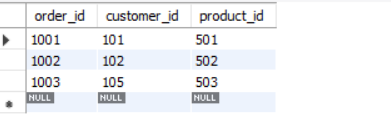 order_id customer_id product_id
1001 101 501
1002 102 502
1003 105 503
NULL NULL NULL